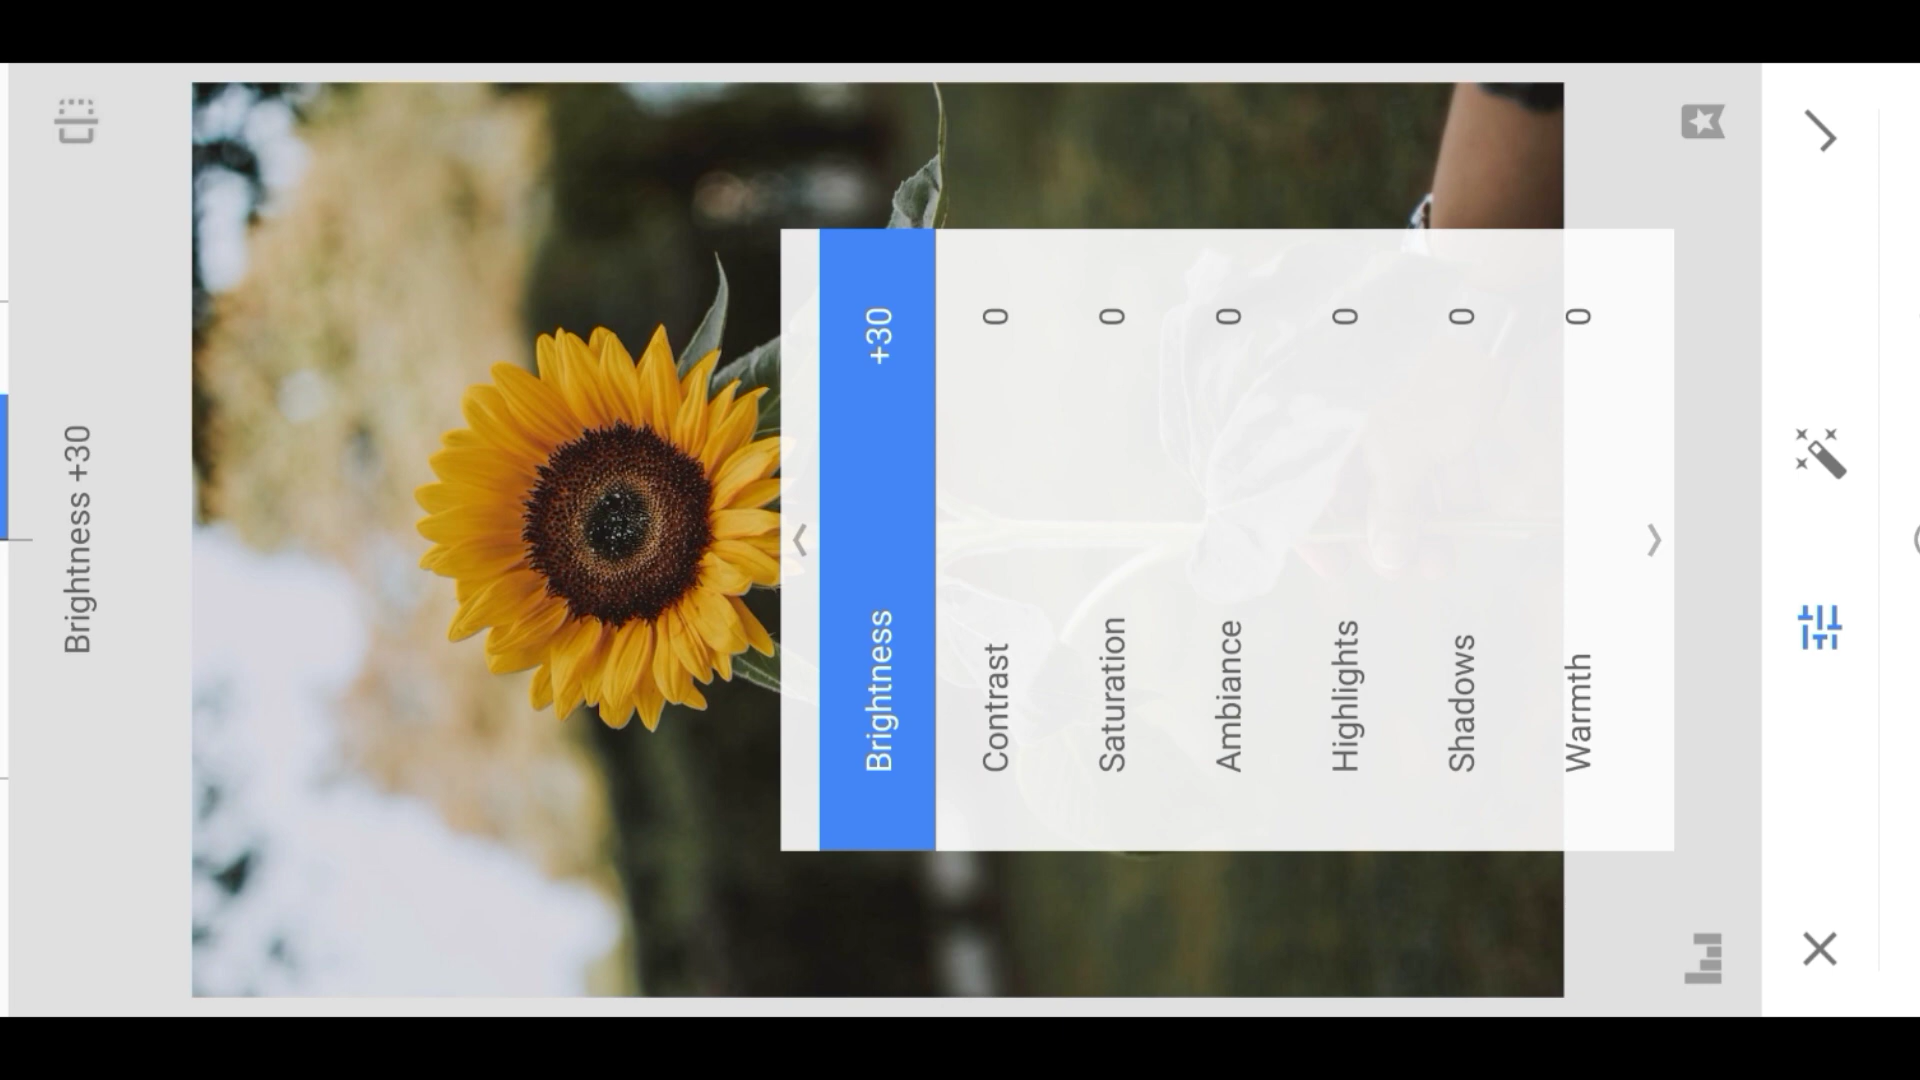 Brightness +30
Brightness +30
Contrast 0
Saturation 0
Ambiance 0
Highlights 0
Shadows 0
Warmth 0